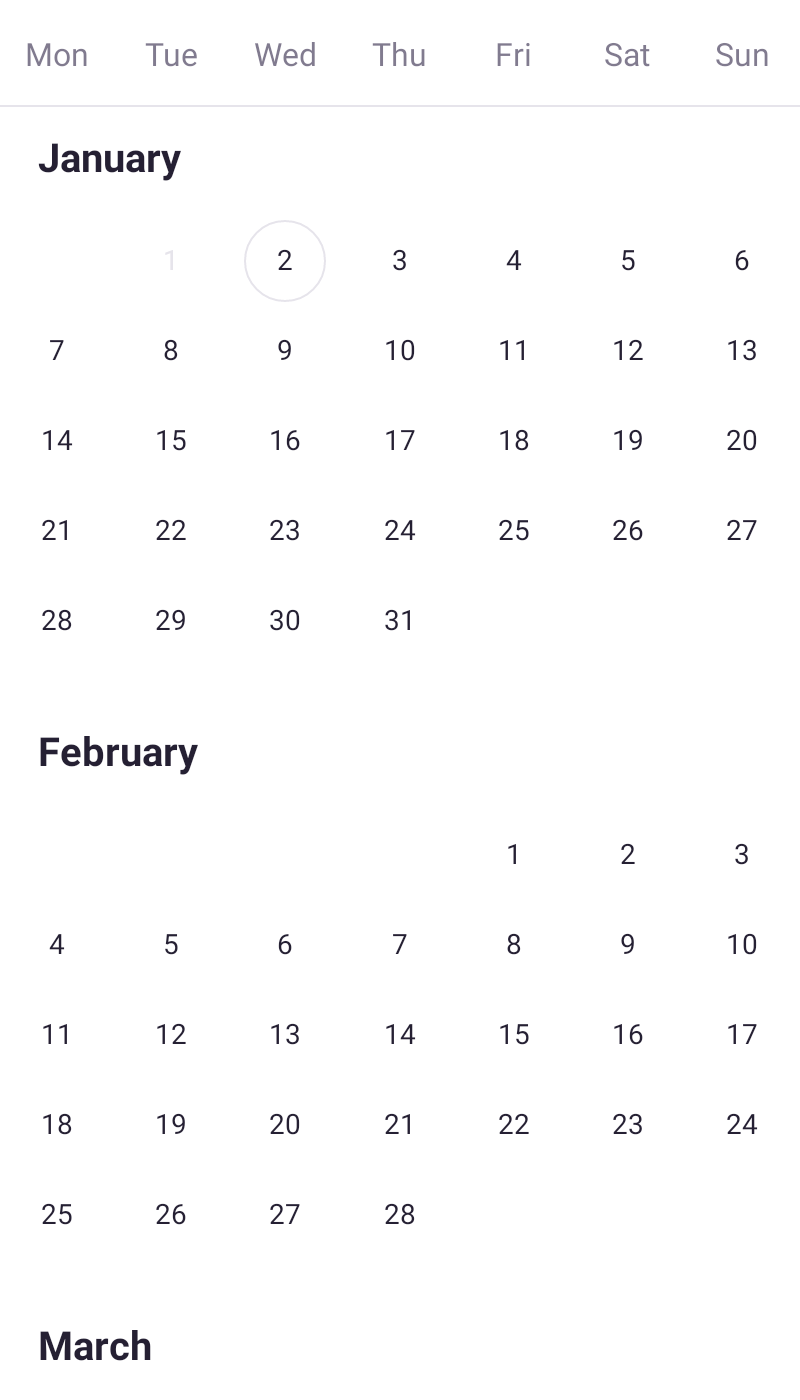 Mon Tue Wed Thu Fri Sat Sun
January
1 2 3 4 5 6
7 8 9 10 11 12 13
14 15 16 17 18 19 20
21 22 23 24 25 26 27
28 29 30 31
February
1 2 3
4 5 6 7 8 9 10
11 12 13 14 15 16 17
18 19 20 21 22 23 24
25 26 27 28
March